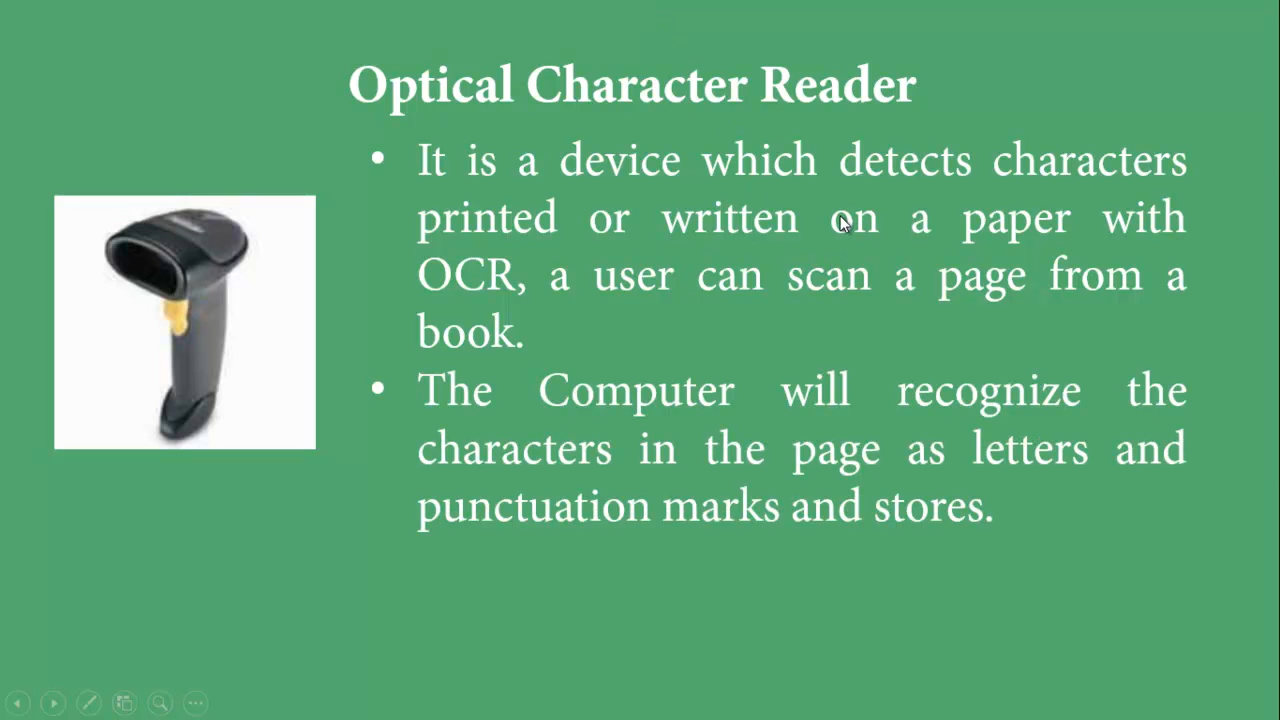 Optical Character Reader
• It is a device which detects characters
printed or written on a paper with
OCR, a user can scan a page from a
book.
• The Computer will recognize the
characters in the page as letters and
punctuation marks and stores.